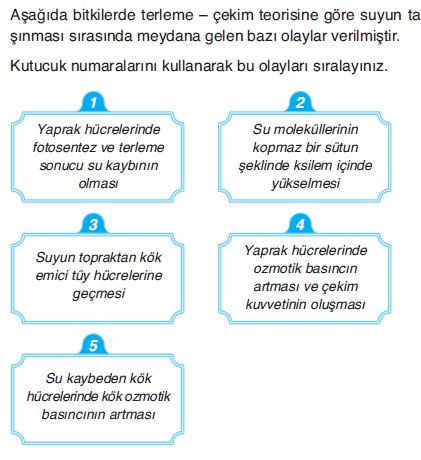 Aşağıda bitkilerde terleme – çekim teorisine göre suyun ta
şınması sırasında meydana gelen bazı olaylar verilmiştir.
Kutucuk numaralarını kullanarak bu olayları sıralayınız.
1
Yaprak hücrelerinde
fotosentez ve terleme
sonucu su kaybının
olması
2
Su moleküllerinin
kopmaz bir sütun
şeklinde ksilem içinde
yükselmesi
3
Suyun topraktan kök
emici tüy hücrelerine
geçmesi
4
Yaprak hücrelerinde
ozmotik basıncın
artması ve çekim
kuvvetinin oluşması
5
Su kaybeden kök
hücrelerinde kök ozmotik
basıncının artması